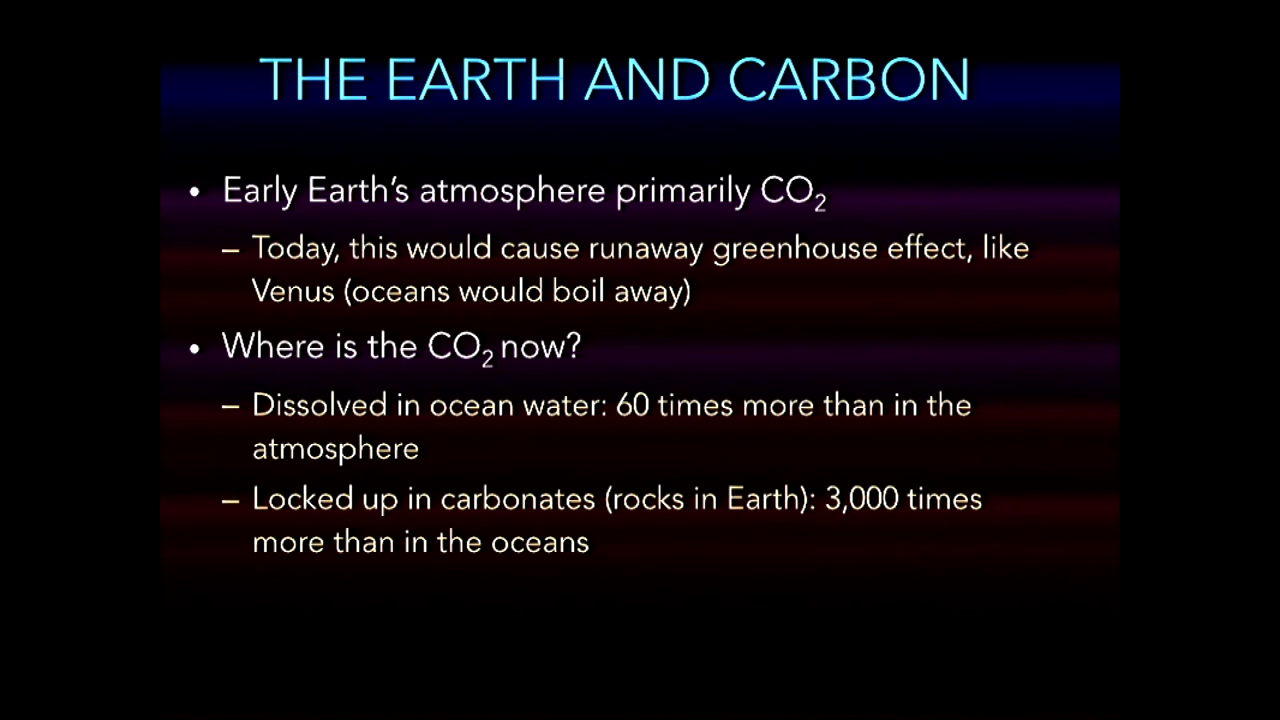 THE EARTH AND CARBON
• Early Earth's atmosphere primarily CO₂
– Today, this would cause runaway greenhouse effect, like
Venus (oceans would boil away)
• Where is the CO₂ now?
– Dissolved in ocean water: 60 times more than in the
atmosphere
– Locked up in carbonates (rocks in Earth): 3,000 times
more than in the oceans